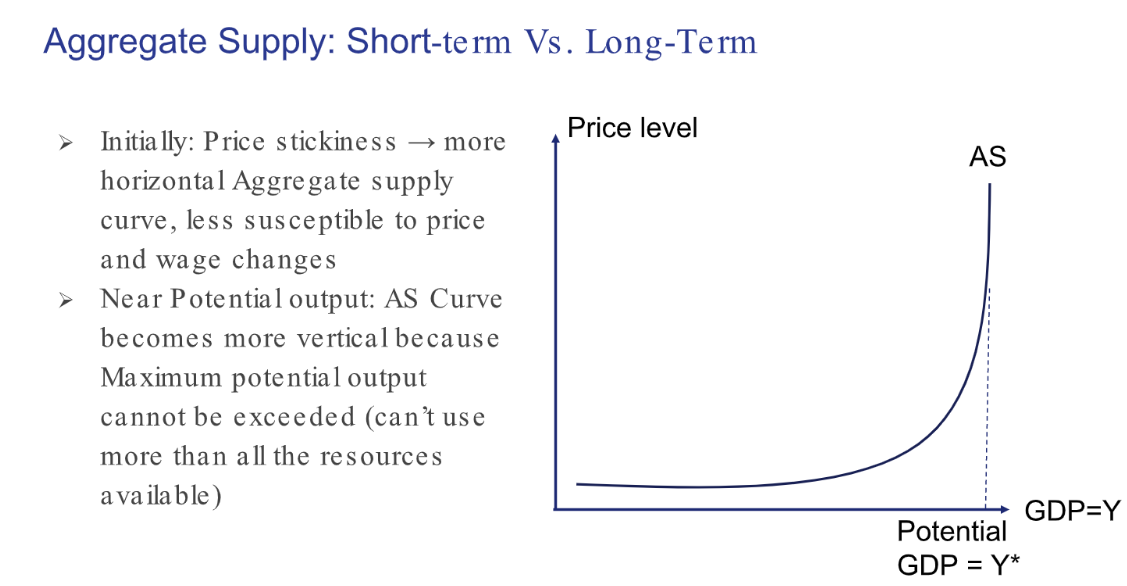 Aggregate Supply: Short-term Vs. Long-Term
➢ Initially: Price stickiness → more
horizontal Aggregate supply
curve, less susceptible to price
and wage changes
➢ Near Potential output: AS Curve
becomes more vertical because
Maximum potential output
cannot be exceeded (can’t use
more than all the resources
available)
Price level
AS
GDP=Y
Potential
GDP = Y*